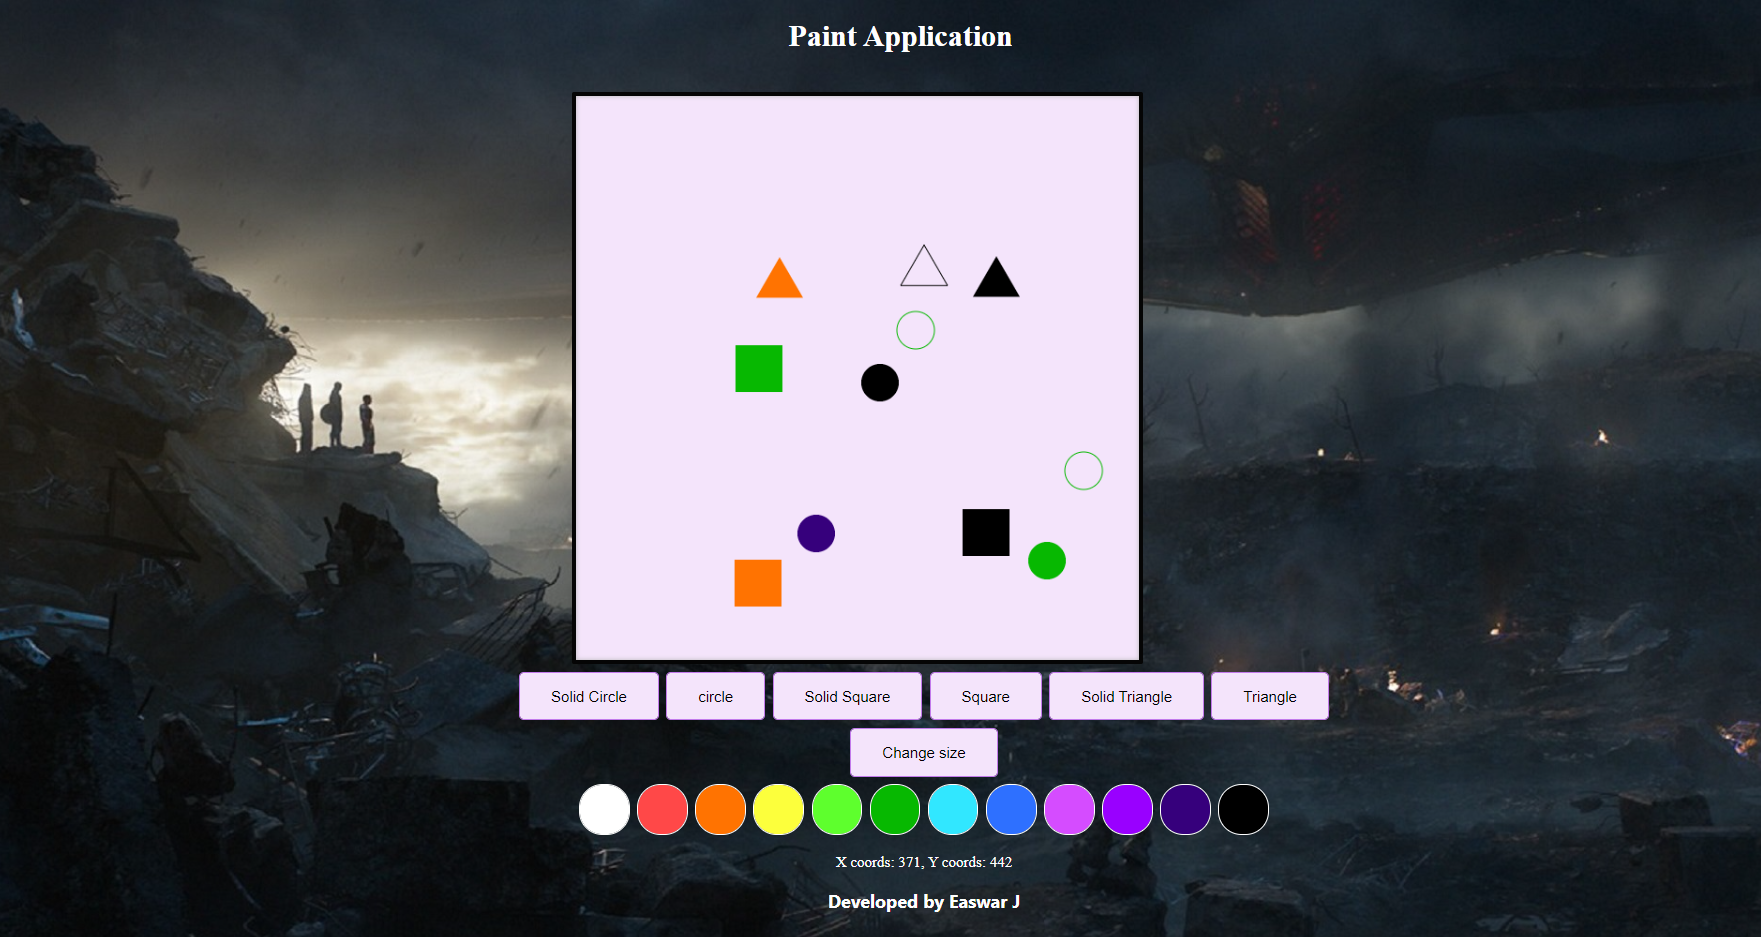 Paint Application
Solid Circle circle Solid Square Square Solid Triangle Triangle
Change size
X coords: 371, Y coords: 442
Developed by Easwar J